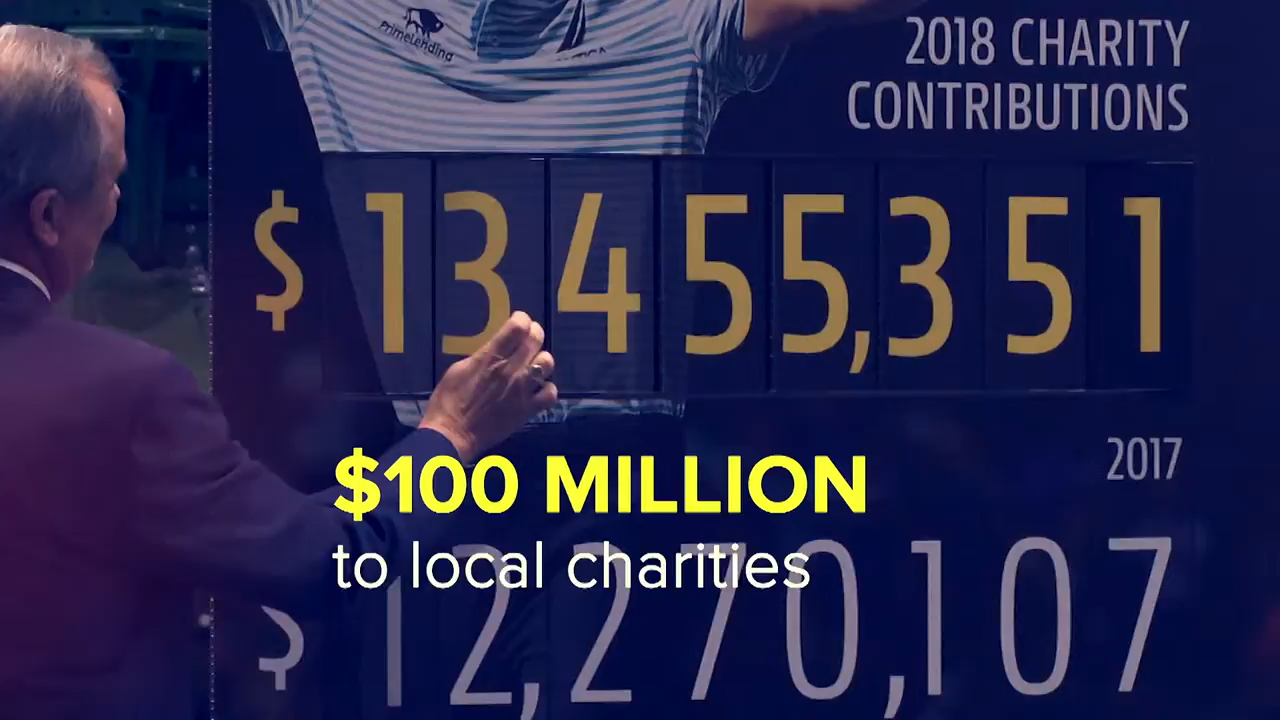 PrimeLending
2018 CHARITY
CONTRIBUTIONS
$13,455,351
$100 MILLION
2017
to local charities
$12,270,107